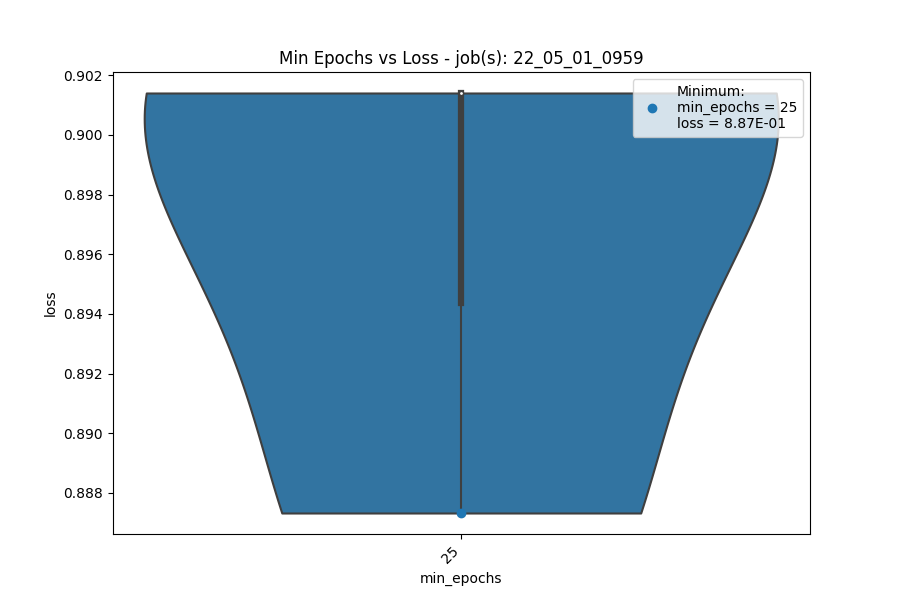 Min Epochs vs Loss - job(s): 22_05_01_0959
0.902
0.900
0.898
0.896
0.894
0.892
0.890
0.888
loss
Minimum:
min_epochs = 25
loss = 8.87E-01
25
min_epochs